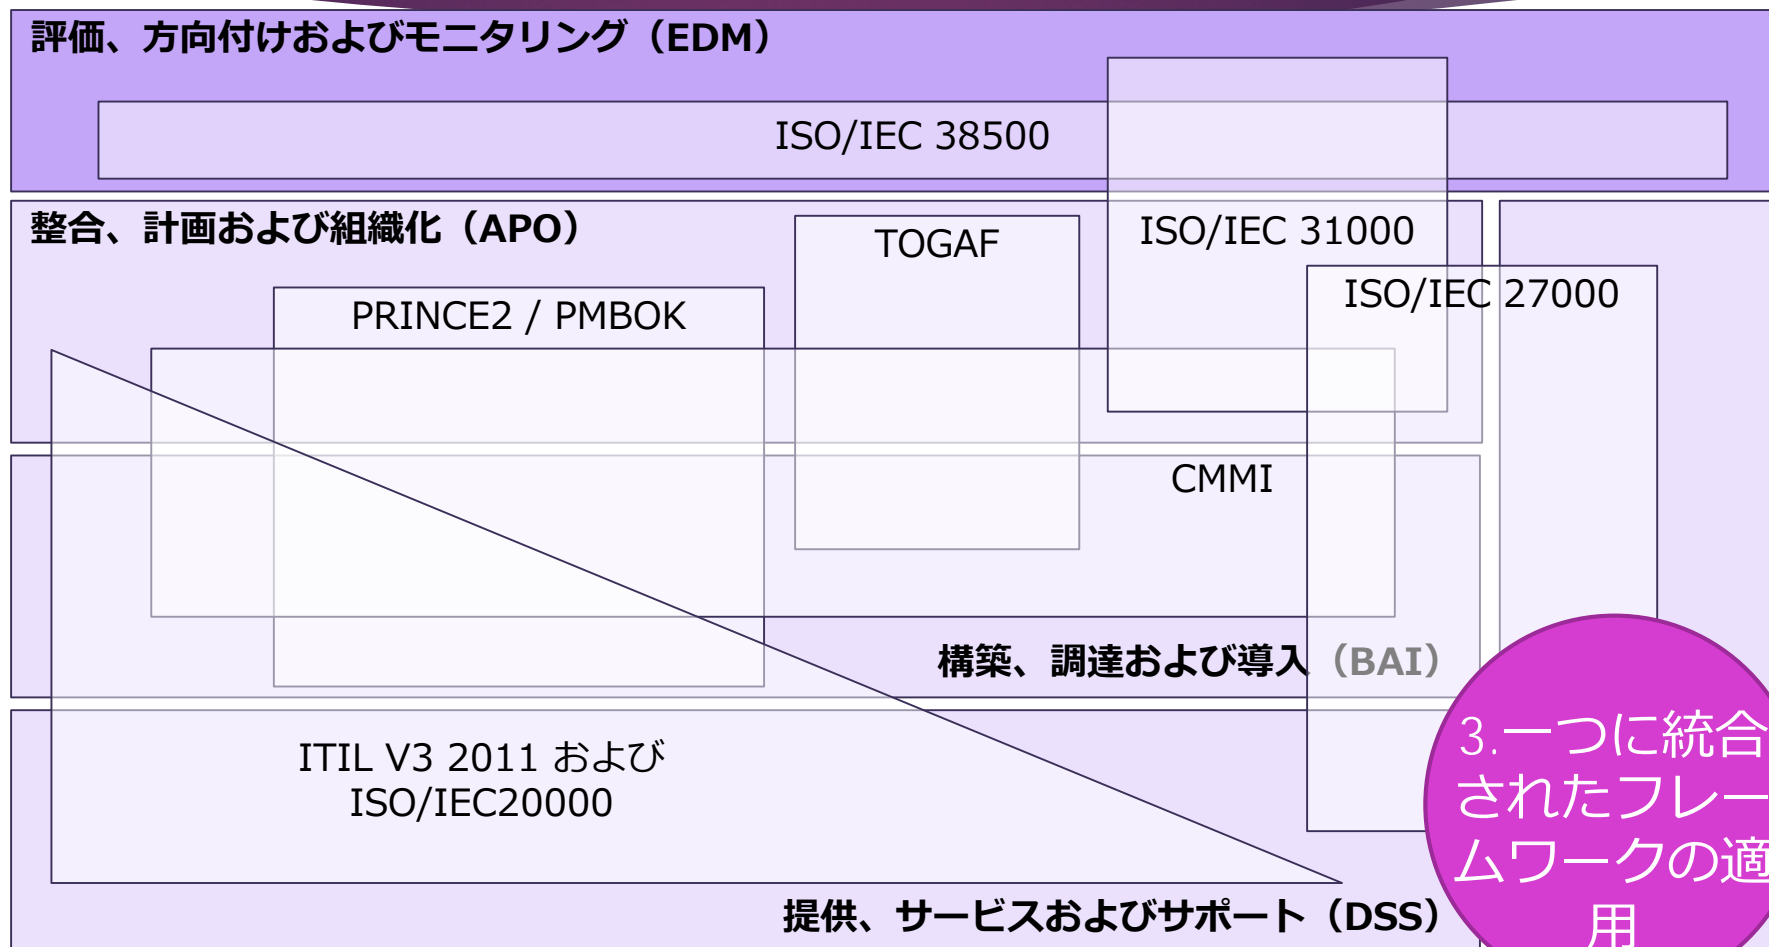 評価、方向付けおよびモニタリング（EDM）
ISO/IEC 38500
整合、計画および組織化（APO）
TOGAF
ISO/IEC 31000
ISO/IEC 27000
PRINCE2 / PMBOK
CMMI
構築、調達および導入（BAI）
ITIL V3 2011 および
ISO/IEC20000
提供、サービスおよびサポート（DSS）
3.一つに統合
されたフレー
ムワークの適
用